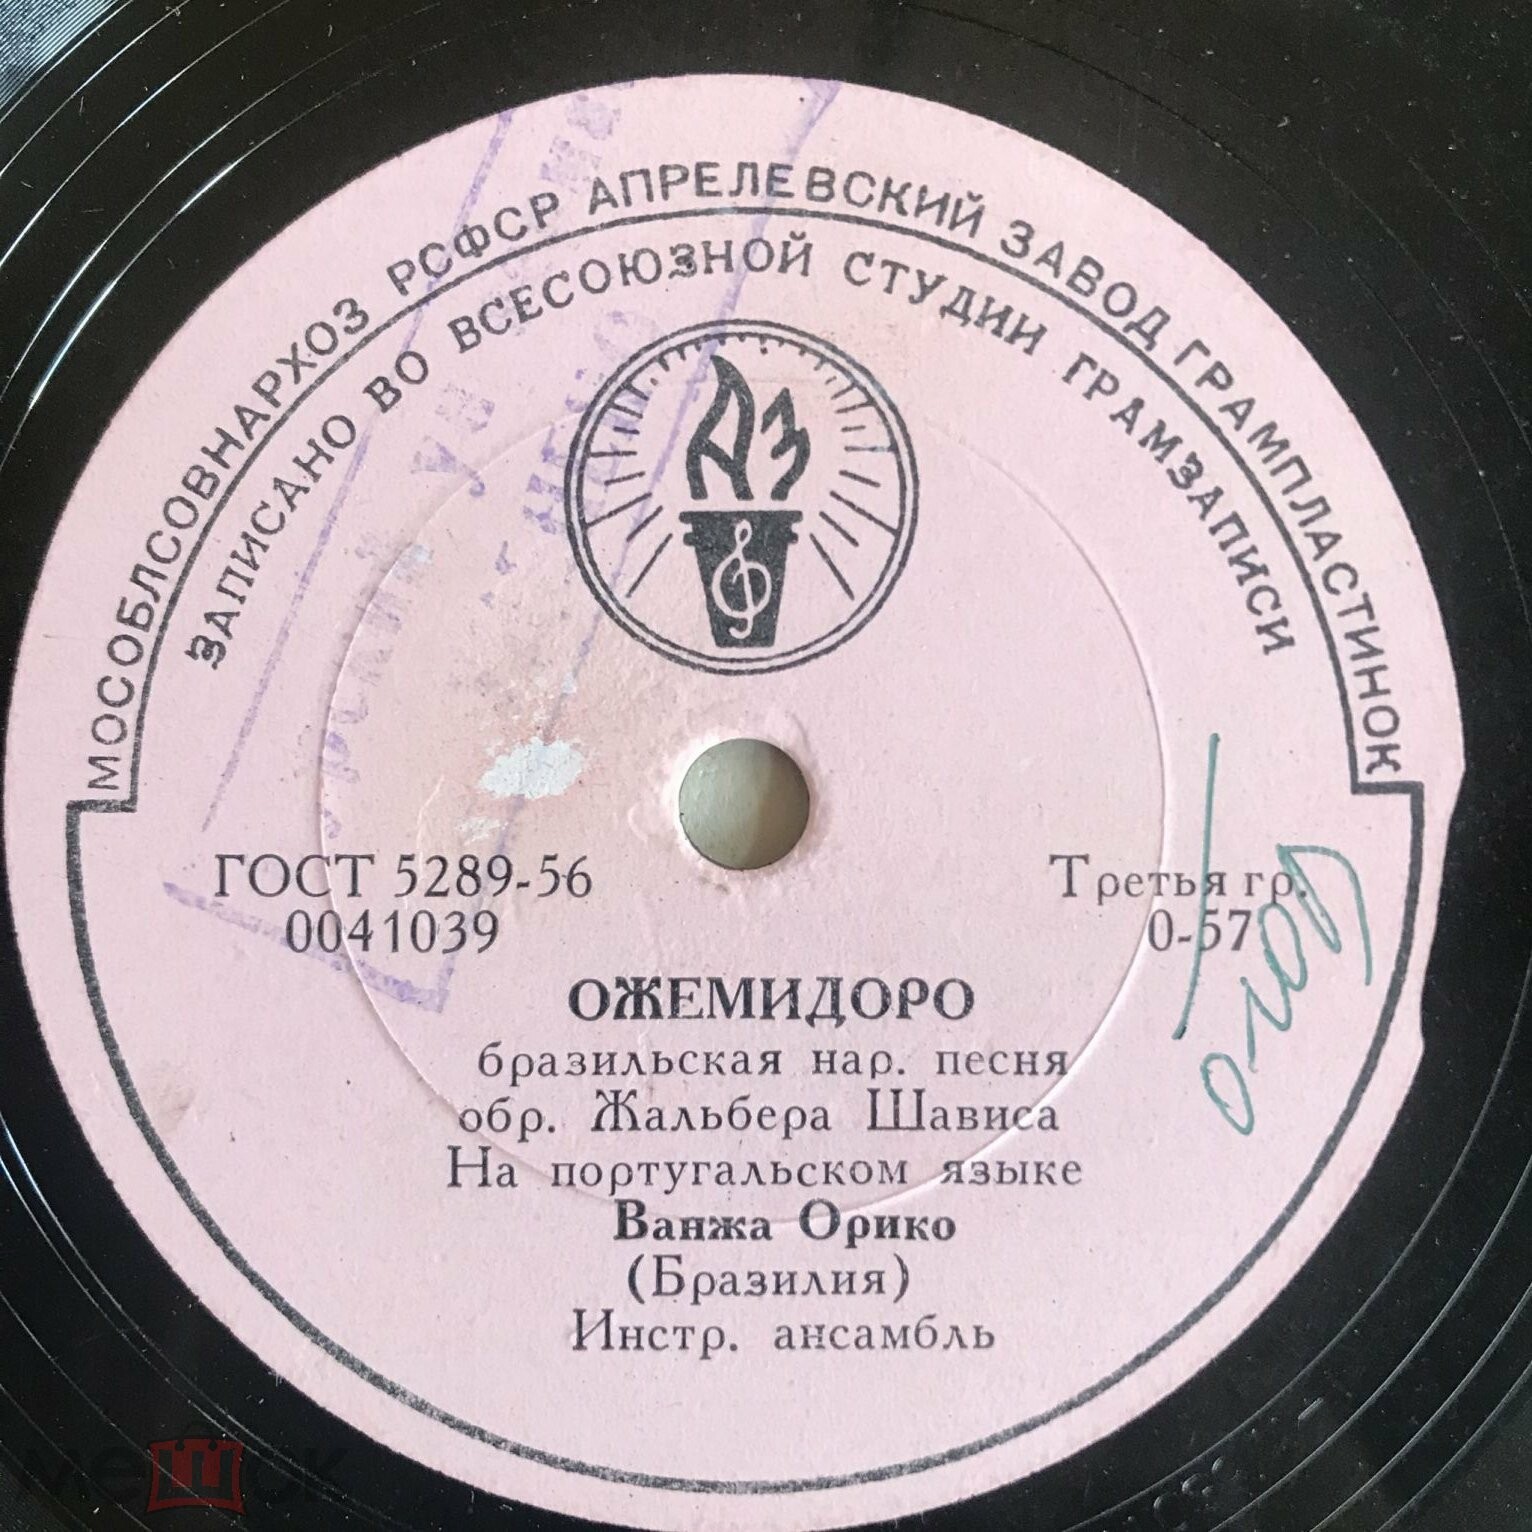 МОСОБЛСОВНАРХОЗ РСФСР АПРЕЛЕВСКИЙ ЗАВОД ГРАМПЛАСТИНОК
ЗАПИСАНО ВО ВСЕСОЮЗНОЙ СТУДИИ ГРАМЗАПИСИ
АЗ
ГОСТ 5289-56
0041039
Третья гр.
0-57
ОЖЕМИДОРО
бразильская нар. песня
обр. Жальбера Шависа
На португальском языке
Ванжа Орико
(Бразилия)
Инстр. ансамбль
мешок